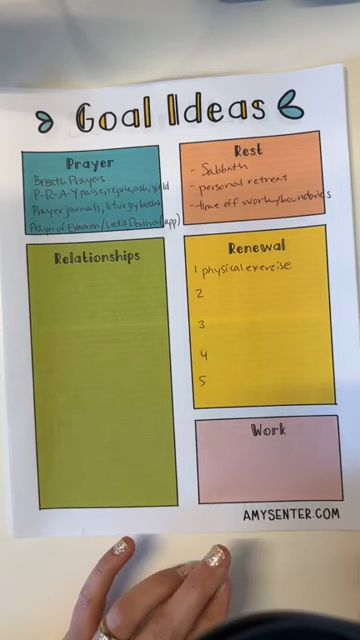 Goal Ideas
Prayer
Breath Prayers
P-R-A-Y pause, rejoice, ask, yield
Prayer journals, liturgy books
Prayer of Examen/Lectio Devina (app)
Rest
- Sabbath
- personal retreat
- time off work/boundaries
Relationships
Renewal
1 physical exercise
2
3
4
5
Work
AMYSENTER.COM